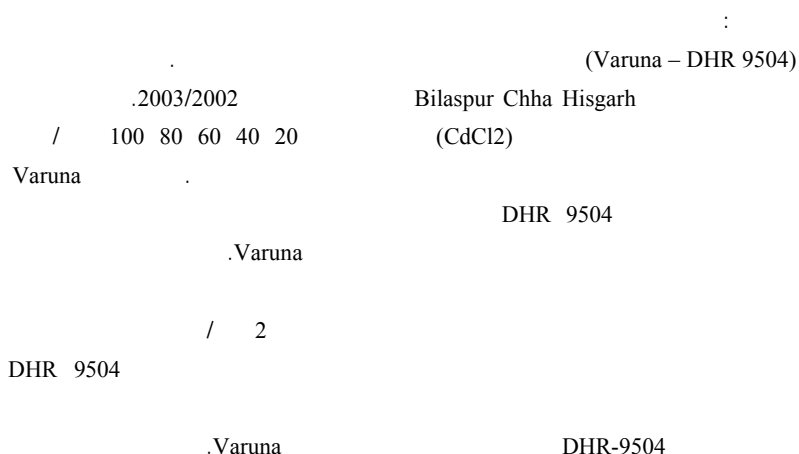 :
(Varuna – DHR 9504) .
Bilaspur Chha Hisgarh 2003/2002.
(CdCl2) 20 40 60 80 100 /
. Varuna
DHR 9504
Varuna.
2 /
DHR 9504
DHR-9504 Varuna.